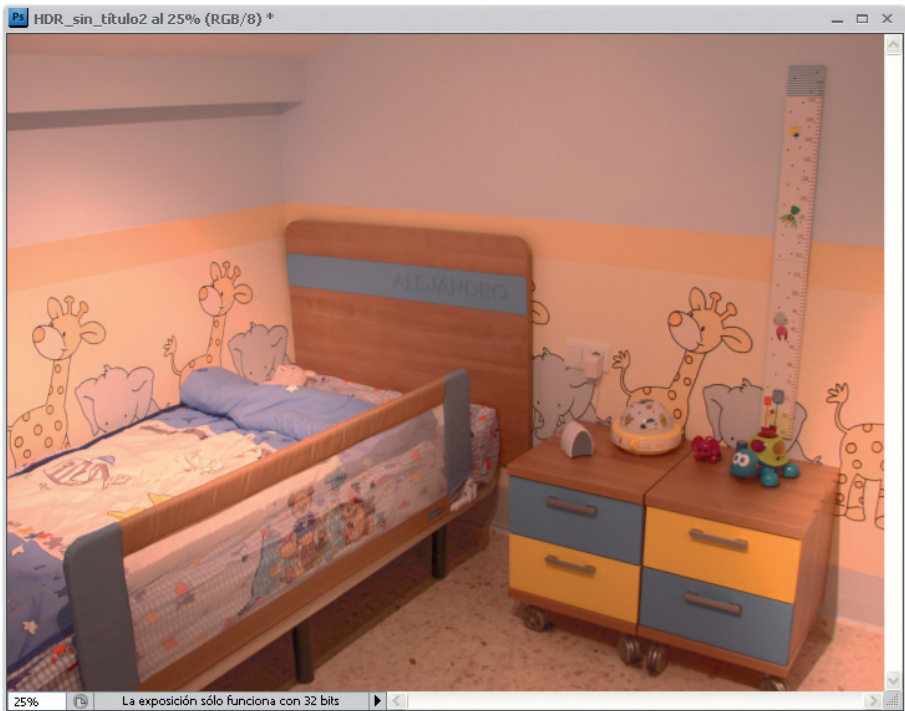 Ps HDR_sin_título2 al 25% (RGB/8) *
ALEJANDRO
25% La exposición sólo funciona con 32 bits